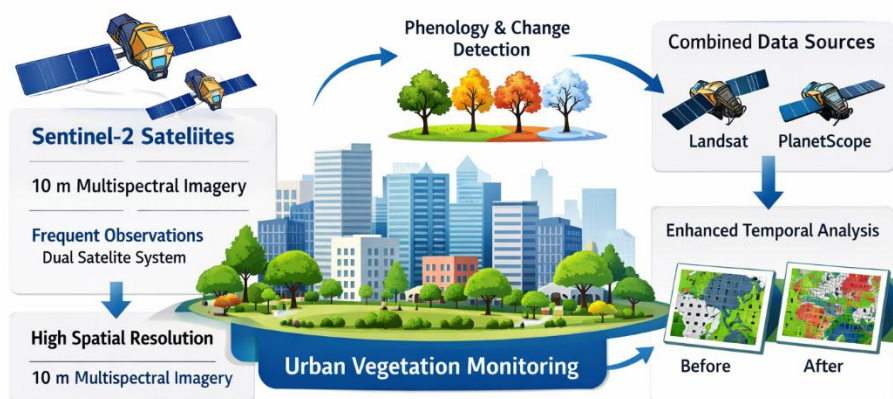 Sentinel-2 Sateliites
10 m Multispectral Imagery
Frequent Observations
Dual Satelite System
High Spatial Resolution
10 m Multispectral Imagery
Phenology & Change
Detection
Urban Vegetation Monitoring
Combined Data Sources
Landsat
PlanetScope
Enhanced Temporal Analysis
Before
After